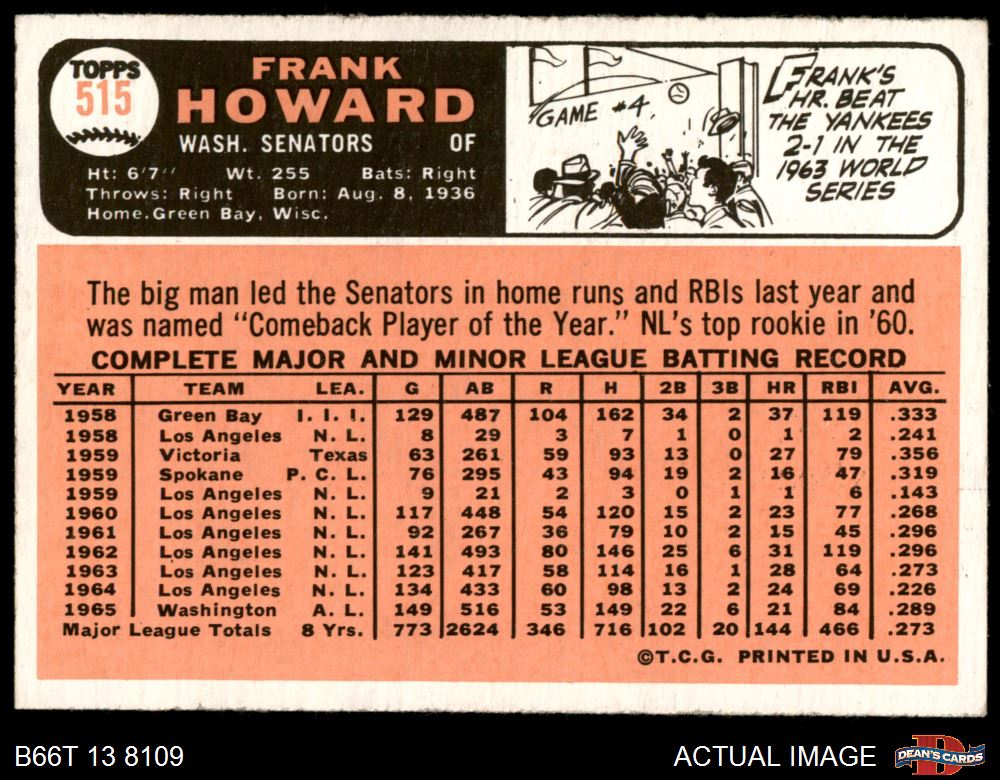 TOPPS
515
FRANK
HOWARD
WASH. SENATORS OF
Ht: 6'7" Wt. 255 Bats: Right
Throws: Right Born: Aug. 8, 1936
Home. Green Bay, Wisc.
GAME #4
FRANK'S
HR. BEAT
THE YANKEES
2-1 IN THE
1963 WORLD
SERIES
The big man led the Senators in home runs and RBIs last year and
was named "Comeback Player of the Year." NL's top rookie in '60.
COMPLETE MAJOR AND MINOR LEAGUE BATTING RECORD
YEAR TEAM LEA. G AB R H 2B 3B HR RBI AVG.
1958 Green Bay I. I. I. 129 487 104 162 34 2 37 119 .333
1958 Los Angeles N. L. 8 29 3 7 1 0 1 2 .241
1959 Victoria Texas 63 261 59 93 13 0 27 79 .356
1959 Spokane P. C. L. 76 295 43 94 19 2 16 47 .319
1959 Los Angeles N. L. 9 21 2 3 0 1 1 6 .143
1960 Los Angeles N. L. 117 448 54 120 15 2 23 77 .268
1961 Los Angeles N. L. 92 267 36 79 10 2 15 45 .296
1962 Los Angeles N. L. 141 493 80 146 25 6 31 119 .296
1963 Los Angeles N. L. 123 417 58 114 16 1 28 64 .273
1964 Los Angeles N. L. 134 433 60 98 13 2 24 69 .226
1965 Washington A. L. 149 516 53 149 22 6 21 84 .289
Major League Totals 8 Yrs. 773 2624 346 716 102 20 144 466 .273
©T.C.G. PRINTED IN U.S.A.
B66T 13 8109 ACTUAL IMAGE DEAN'S CARDS